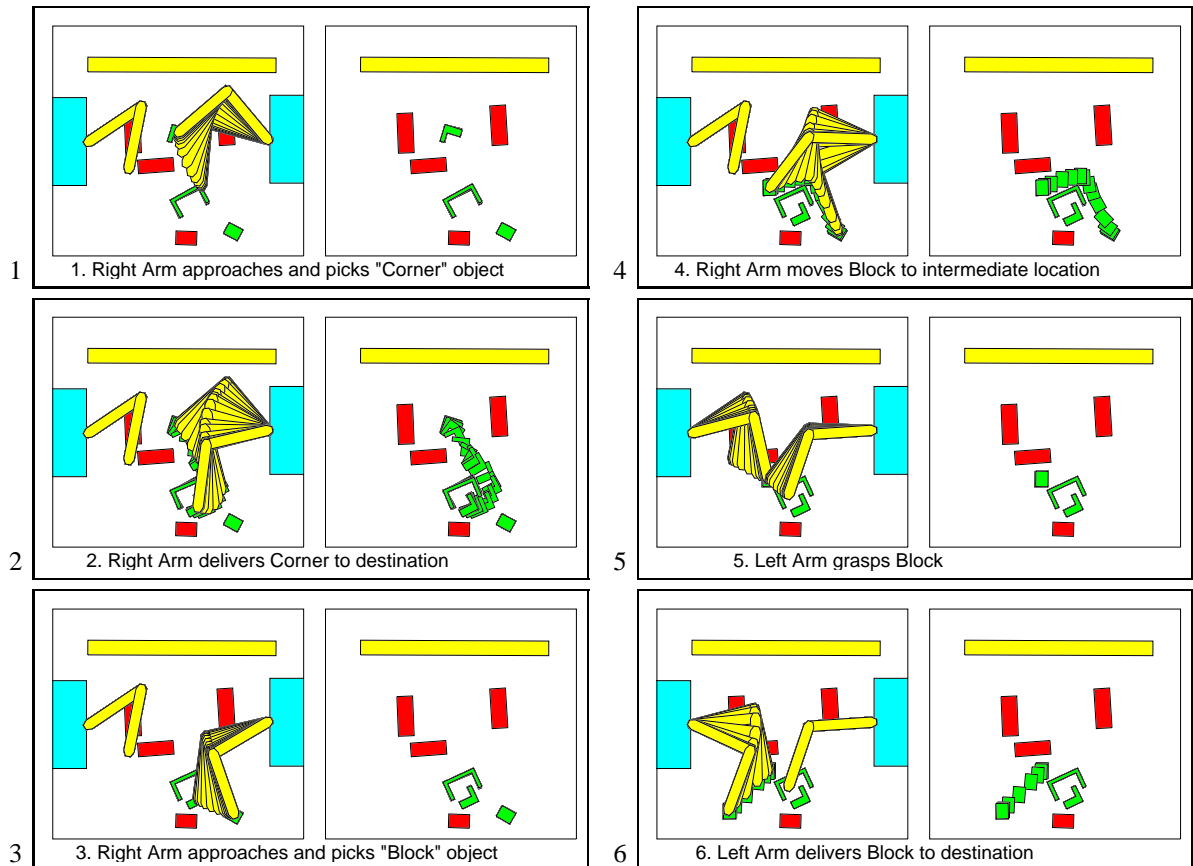 1
1. Right Arm approaches and picks "Corner" object
2
2. Right Arm delivers Corner to destination
3
3. Right Arm approaches and picks "Block" object
4
4. Right Arm moves Block to intermediate location
5
5. Left Arm grasps Block
6
6. Left Arm delivers Block to destination